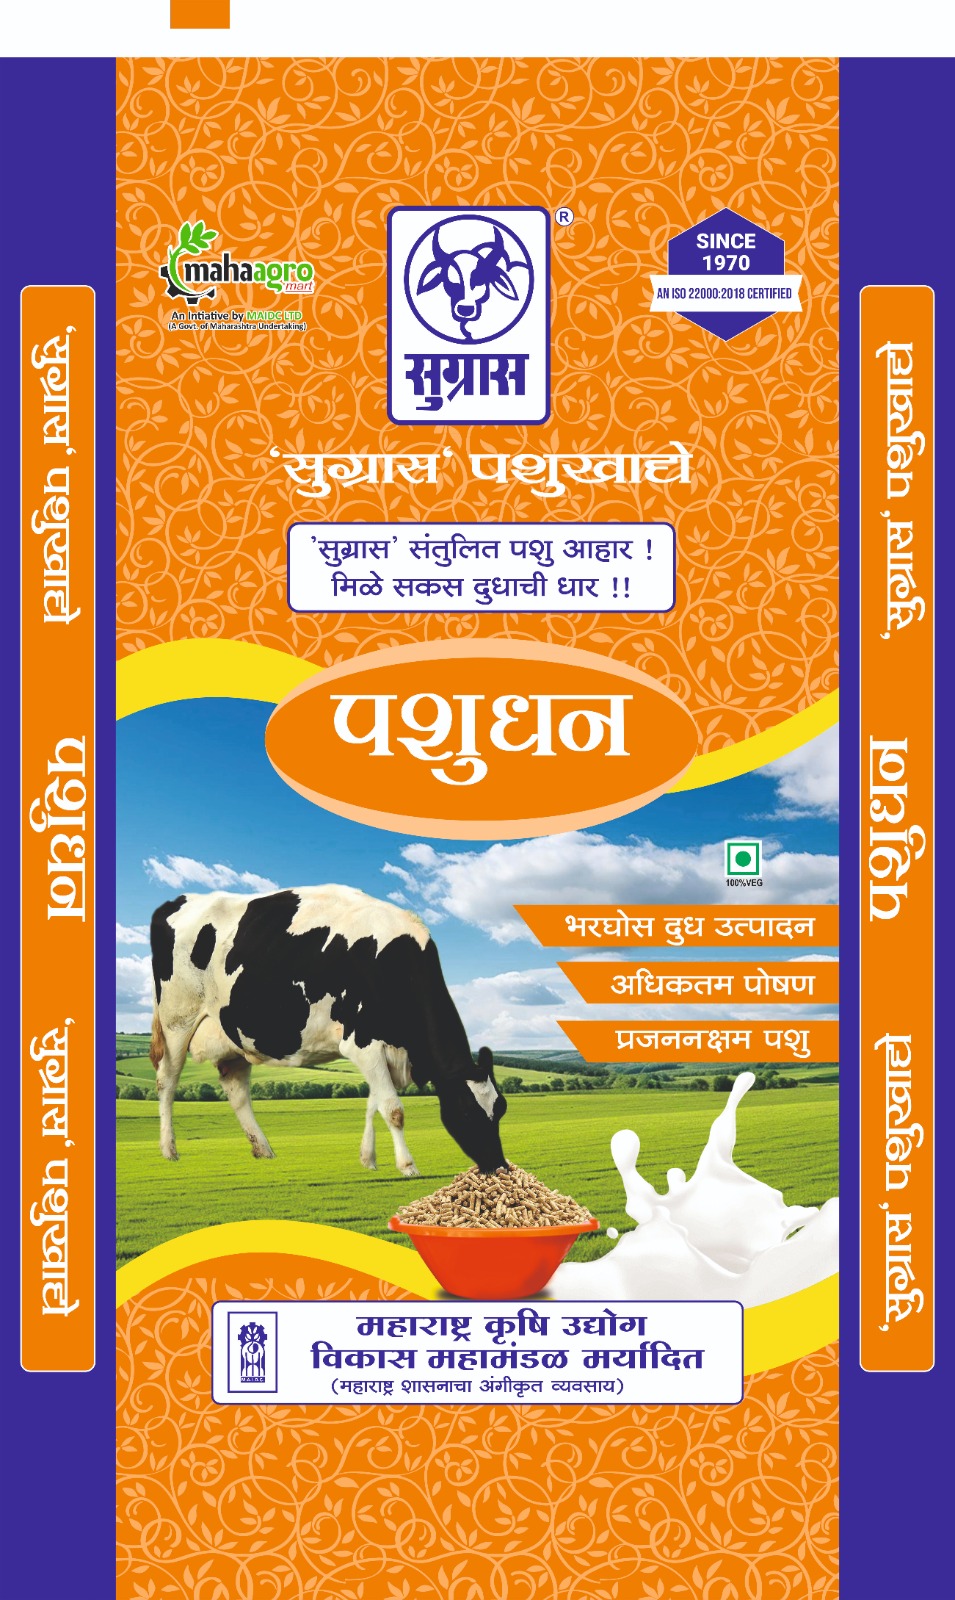 mahaagro
mart
An Intiative by MAIDC LTD
(A Govt. of Maharashtra Undertaking)
®
सुग्रास
SINCE
1970
AN ISO 22000:2018 CERTIFIED
‘सुग्रास‘ पशुखाद्ये
’सुग्रास’ संतुलित पशु आहार !
मिळे सकस दुधाची धार !!
पशुधन
100%VEG
भरघोस दुध उत्पादन
अधिकतम पोषण
प्रजननक्षम पशु
MAIDC
महाराष्ट्र कृषि उद्योग
विकास महामंडळ मर्यादित
(महाराष्ट्र शासनाचा अंगीकृत व्यवसाय)
‘सुग्रास‘ पशुखाद्ये
पशुधन
‘सुग्रास‘ पशुखाद्ये
‘सुग्रास‘ पशुखाद्ये
पशुधन
‘सुग्रास‘ पशुखाद्ये